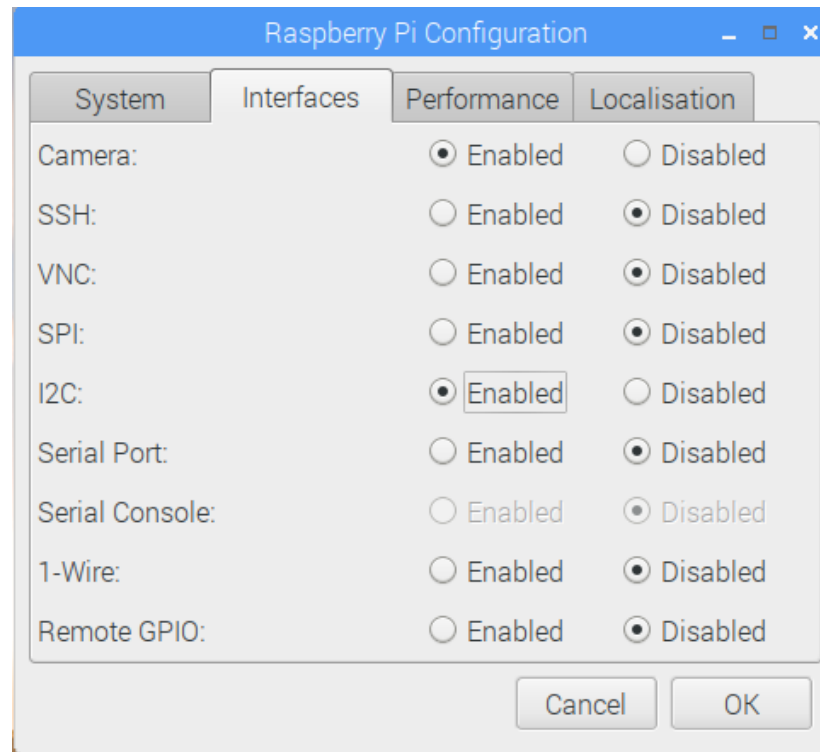 Raspberry Pi Configuration
System Interfaces Performance Localisation
Camera: Enabled Disabled
SSH: Enabled Disabled
VNC: Enabled Disabled
SPI: Enabled Disabled
I2C: Enabled Disabled
Serial Port: Enabled Disabled
Serial Console: Enabled Disabled
1-Wire: Enabled Disabled
Remote GPIO: Enabled Disabled
Cancel OK